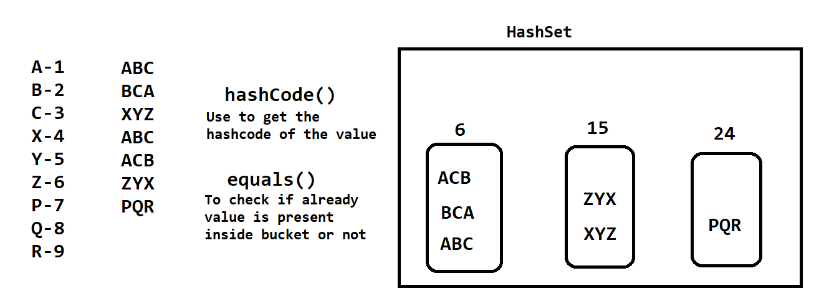 HashSet
A-1
B-2
C-3
X-4
Y-5
Z-6
P-7
Q-8
R-9
ABC
BCA
XYZ
ABC
ACB
ZYX
PQR
hashCode()
Use to get the
hashcode of the value
equals()
To check if already
value is present
inside bucket or not
6
ACB
BCA
ABC
15
ZYX
XYZ
24
PQR